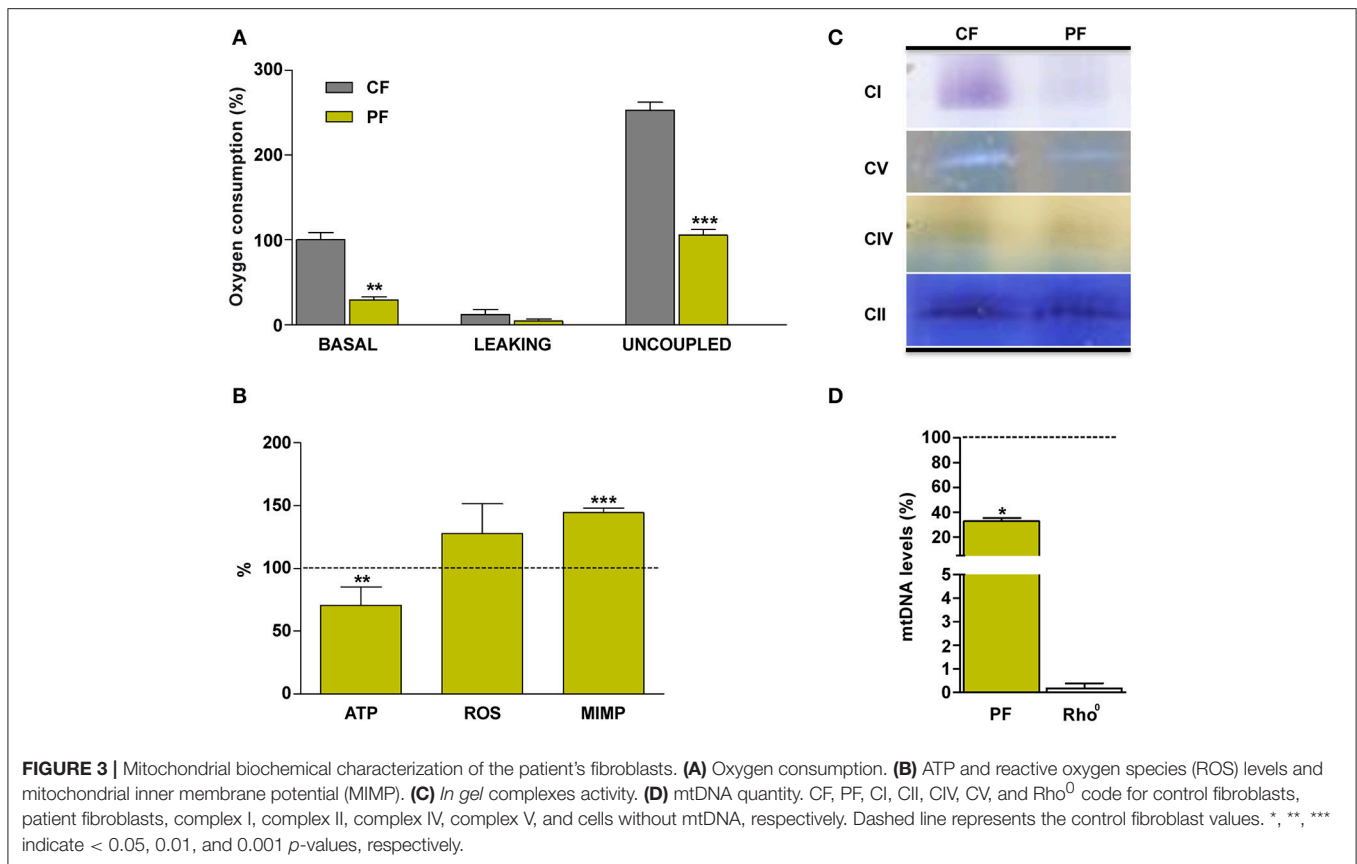 A
Oxygen consumption (%)
300
200
100
0
CF
PF
**
***
BASAL LEAKING UNCOUPLED
B
%
200
150
100
50
0
**
***
ATP ROS MIMP
C
CF PF
CI
CV
CIV
CII
D
mtDNA levels (%)
100
80
60
40
20
5
4
3
2
1
0
*
PF Rho⁰
FIGURE 3 | Mitochondrial biochemical characterization of the patient's fibroblasts. (A) Oxygen consumption. (B) ATP and reactive oxygen species (ROS) levels and
mitochondrial inner membrane potential (MIMP). (C) In gel complexes activity. (D) mtDNA quantity. CF, PF, CI, CII, CIV, CV, and Rho⁰ code for control fibroblasts,
patient fibroblasts, complex I, complex II, complex IV, complex V, and cells without mtDNA, respectively. Dashed line represents the control fibroblast values. *, **, ***
indicate < 0.05, 0.01, and 0.001 p-values, respectively.